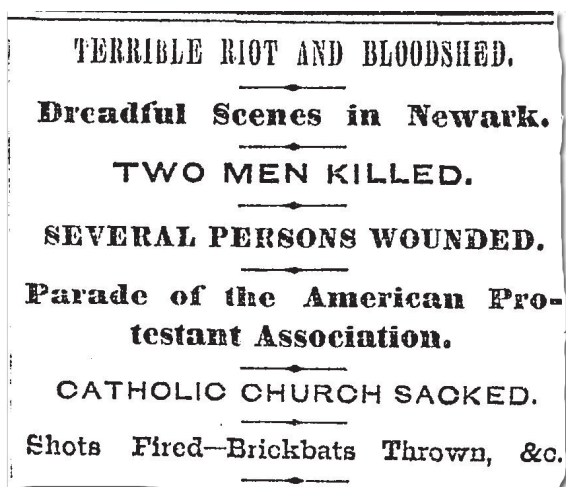 TERRIBLE RIOT AND BLOODSHED.
Dreadful Scenes in Newark.
TWO MEN KILLED.
SEVERAL PERSONS WOUNDED.
Parade of the American Pro-
testant Association.
CATHOLIC CHURCH SACKED.
Shots Fired—Brickbats Thrown, &c.